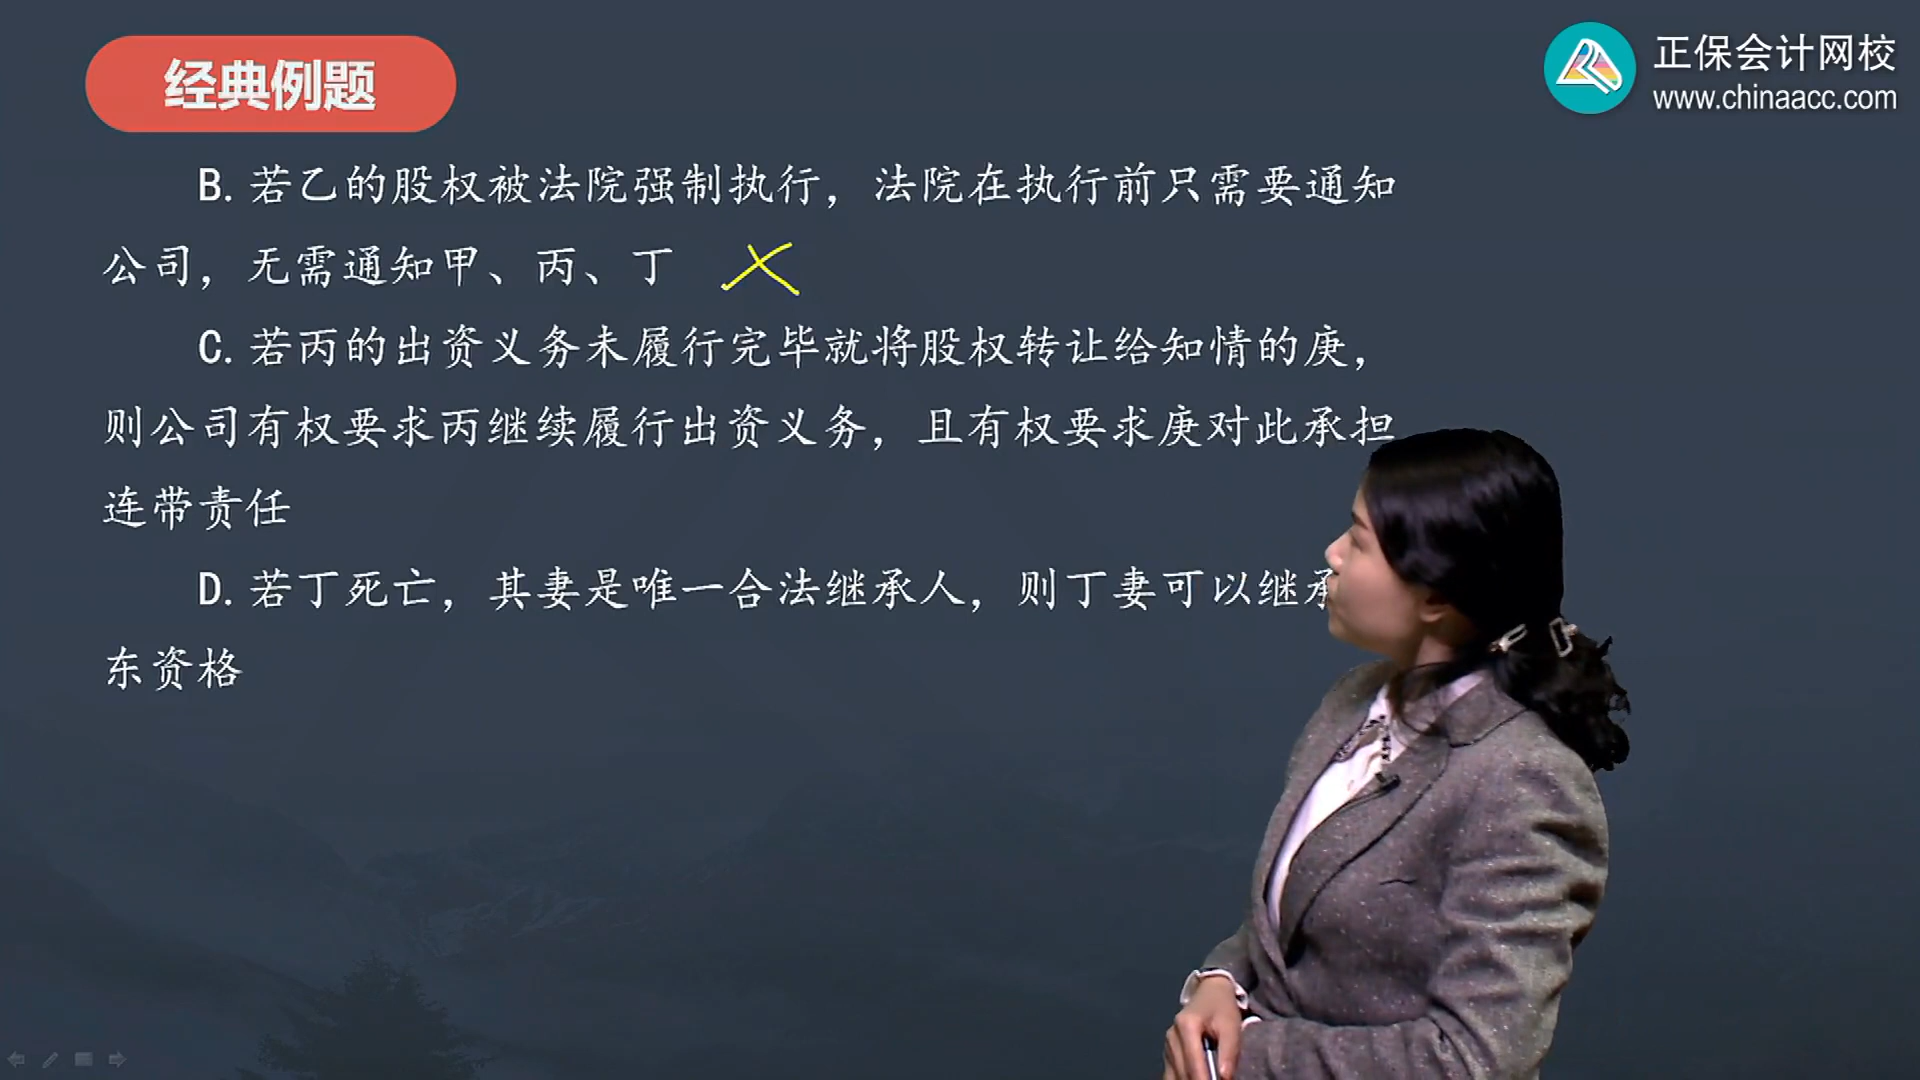 经典例题
正保会计网校
www.chinaacc.com
B.若乙的股权被法院强制执行，法院在执行前只需要通知
公司，无需通知甲、丙、丁
C.若丙的出资义务未履行完毕就将股权转让给知情的庚，
则公司有权要求丙继续履行出资义务，且有权要求庚对此承担
连带责任
D.若丁死亡，其妻是唯一合法继承人，则丁妻可以继承
东资格